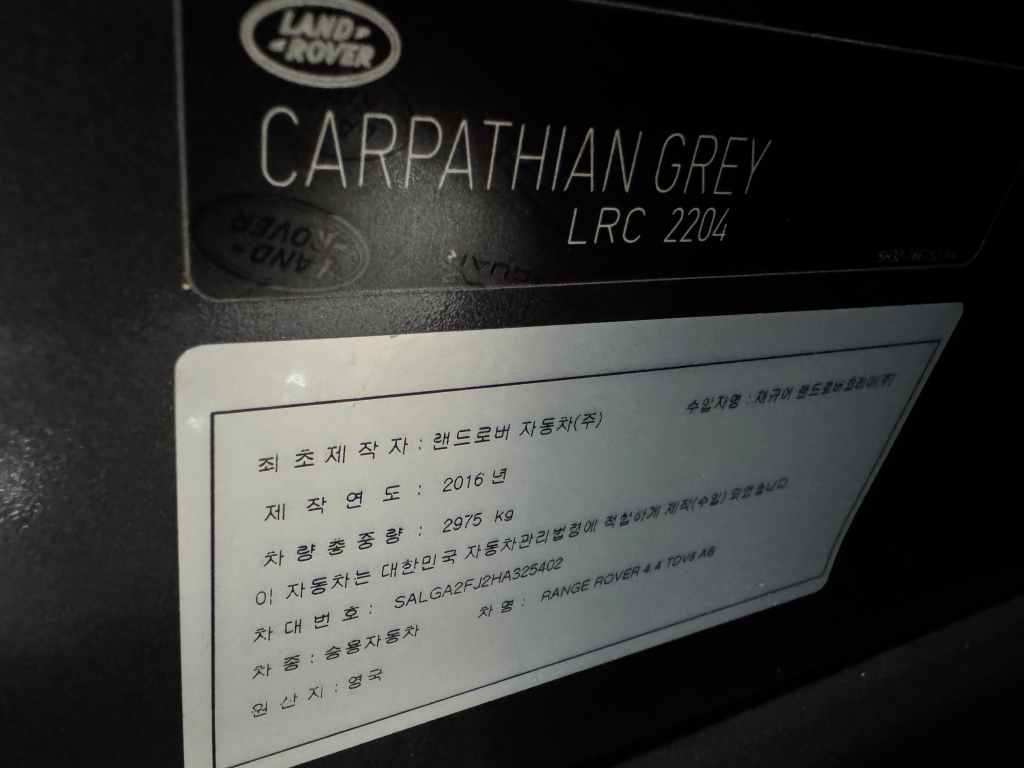 LAND ROVER
CARPATHIAN GREY
LRC 2204
LAND ROVER
최초제작자 : 랜드로버 자동차(주) 수입자명 : 재규어 랜드로버코리아(주)
제작연도 : 2016 년
차량총중량 : 2975 kg
이 자동차는 대한민국 자동차관리법령에 적합하게 제작(수입) 되었습니다
차대번호 : SALGA2FJ2HA325402
차종 : 승용자동차 차명 : RANGE ROVER 4.4 TDV8 AB
원산지 : 영국